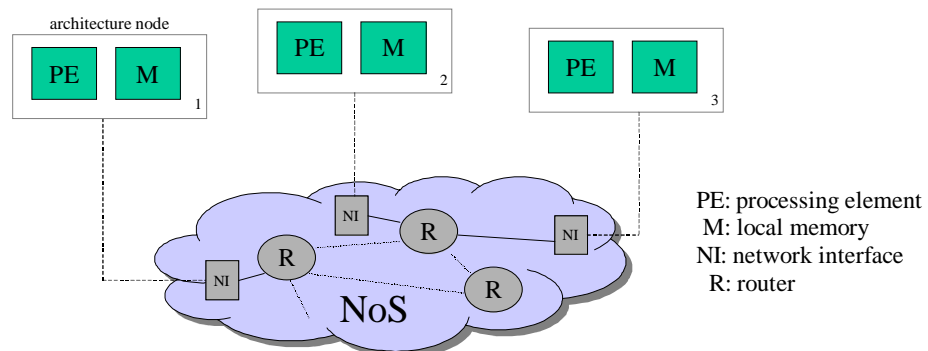 architecture node
PE M
1
PE M
2
PE M
3
NI
R
NI
R
NI
R
NoS
PE: processing element
M: local memory
NI: network interface
R: router